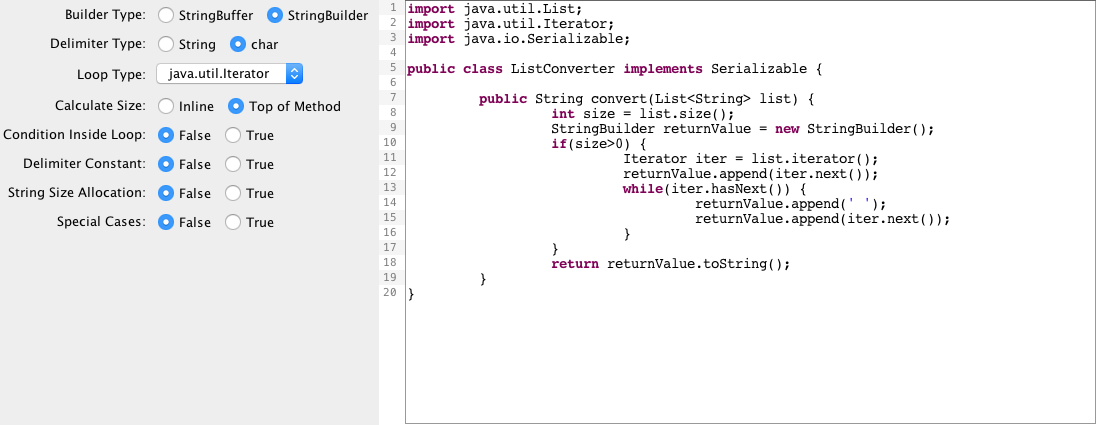 Builder Type: StringBuffer StringBuilder
Delimiter Type: String char
Loop Type: java.util.Iterator
Calculate Size: Inline Top of Method
Condition Inside Loop: False True
Delimiter Constant: False True
String Size Allocation: False True
Special Cases: False True
1 import java.util.List;
2 import java.util.Iterator;
3 import java.io.Serializable;
4
5 public class ListConverter implements Serializable {
6
7 public String convert(List<String> list) {
8 int size = list.size();
9 StringBuilder returnValue = new StringBuilder();
10 if(size>0) {
11 Iterator iter = list.iterator();
12 returnValue.append(iter.next());
13 while(iter.hasNext()) {
14 returnValue.append(' ');
15 returnValue.append(iter.next());
16 }
17 }
18 return returnValue.toString();
19 }
20 }